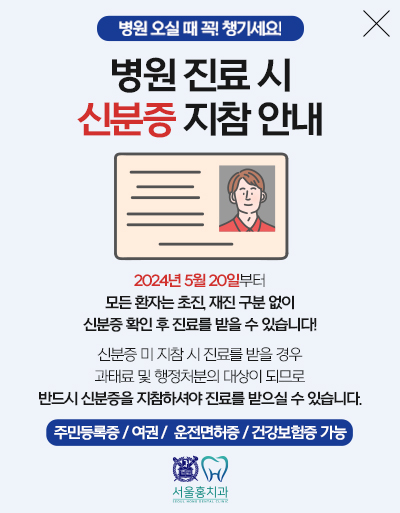 병원 오실 때 꼭! 챙기세요!
병원 진료 시
신분증 지참 안내
2024년 5월 20일부터
모든 환자는 초진, 재진 구분 없이
신분증 확인 후 진료를 받을 수 있습니다!
신분증 미 지참 시 진료를 받을 경우
과태료 및 행정처분의 대상이 되므로
반드시 신분증을 지참하셔야 진료를 받으실 수 있습니다.
주민등록증 / 여권 / 운전면허증 / 건강보험증 가능
서울홍치과
SEOUL HONG DENTAL CLINIC